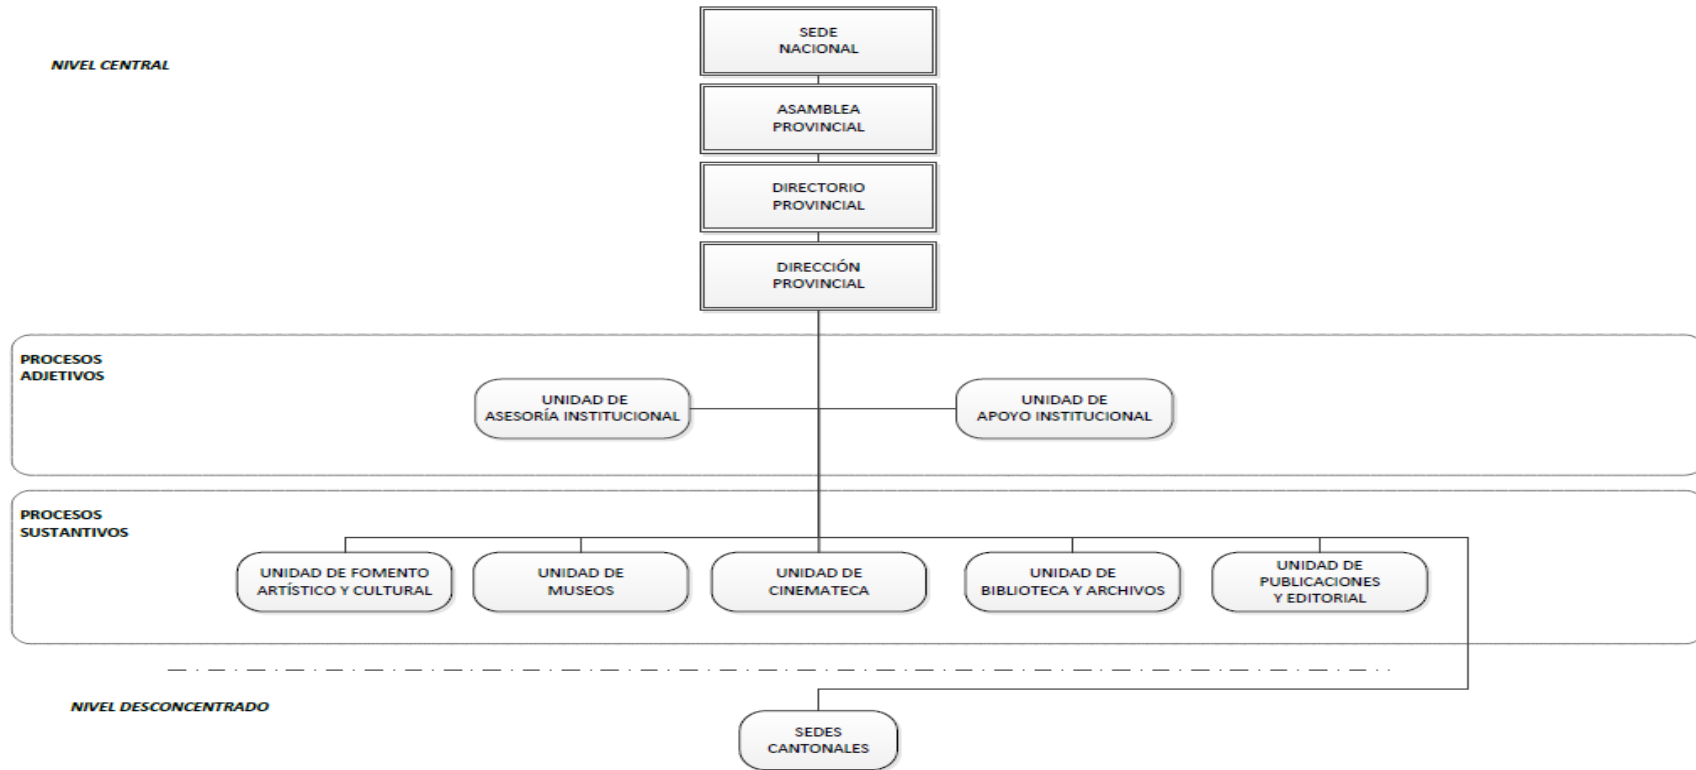 NIVEL CENTRAL
SEDE
NACIONAL
ASAMBLEA
PROVINCIAL
DIRECTORIO
PROVINCIAL
DIRECCIÓN
PROVINCIAL
PROCESOS
ADJETIVOS
UNIDAD DE
ASESORÍA INSTITUCIONAL
UNIDAD DE
APOYO INSTITUCIONAL
PROCESOS
SUSTANTIVOS
UNIDAD DE FOMENTO
ARTÍSTICO Y CULTURAL
UNIDAD DE
MUSEOS
UNIDAD DE
CINEMATECA
UNIDAD DE
BIBLIOTECA Y ARCHIVOS
UNIDAD DE
PUBLICACIONES
Y EDITORIAL
NIVEL DESCONCENTRADO
SEDES
CANTONALES